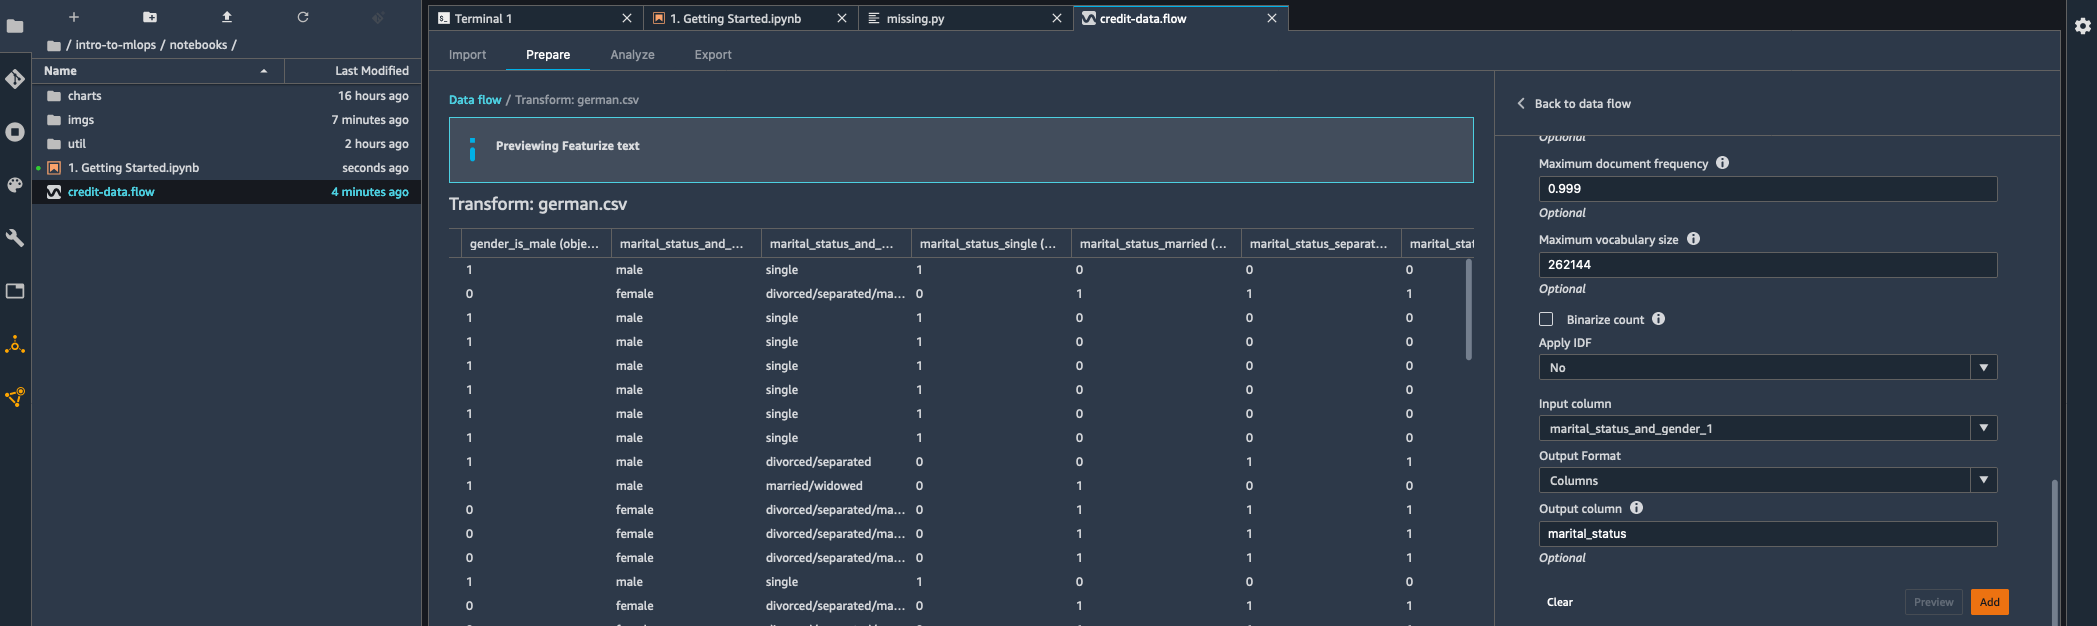 Terminal 1
1. Getting Started.ipynb
missing.py
credit-data.flow
/ intro-to-mlops / notebooks /
Name Last Modified
charts 16 hours ago
imgs 7 minutes ago
util 2 hours ago
1. Getting Started.ipynb seconds ago
credit-data.flow 4 minutes ago
Import Prepare Analyze Export
Data flow / Transform: german.csv
Previewing Featurize text
Transform: german.csv
gender_is_male (obje... marital_status_and_... marital_status_and_... marital_status_single (... marital_status_married (... marital_status_separat... marital_stat
1 male single 1 0 0 0
0 female divorced/separated/ma... 0 1 1 1
1 male single 1 0 0 0
1 male single 1 0 0 0
1 male single 1 0 0 0
1 male single 1 0 0 0
1 male single 1 0 0 0
1 male single 1 0 0 0
1 male divorced/separated 0 0 1 1
1 male married/widowed 0 1 0 0
0 female divorced/separated/ma... 0 1 1 1
0 female divorced/separated/ma... 0 1 1 1
0 female divorced/separated/ma... 0 1 1 1
1 male single 1 0 0 0
0 female divorced/separated/ma... 0 1 1 1
Back to data flow
Optional
Maximum document frequency
0.999
Optional
Maximum vocabulary size
262144
Optional
Binarize count
Apply IDF
No
Input column
marital_status_and_gender_1
Output Format
Columns
Output column
marital_status
Optional
Clear Preview Add